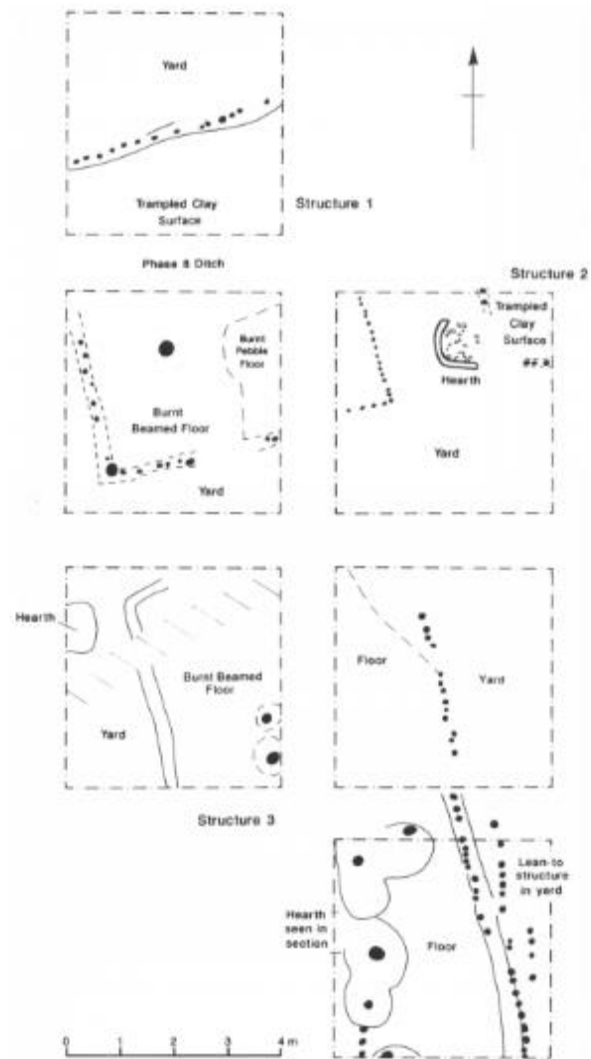 Yard
Trampled Clay
Surface
Structure 1
Phase 8 Ditch
Structure 2
Burnt
Pebble
Floor
Burnt
Beamed Floor
Yard
Trampled
Clay
Surface
Hearth
Yard
Hearth
Burnt Beamed
Floor
Yard
Floor
Yard
Structure 3
Lean-to
structure
in yard
Hearth
seen in
section
Floor
0 1 2 3 4 m